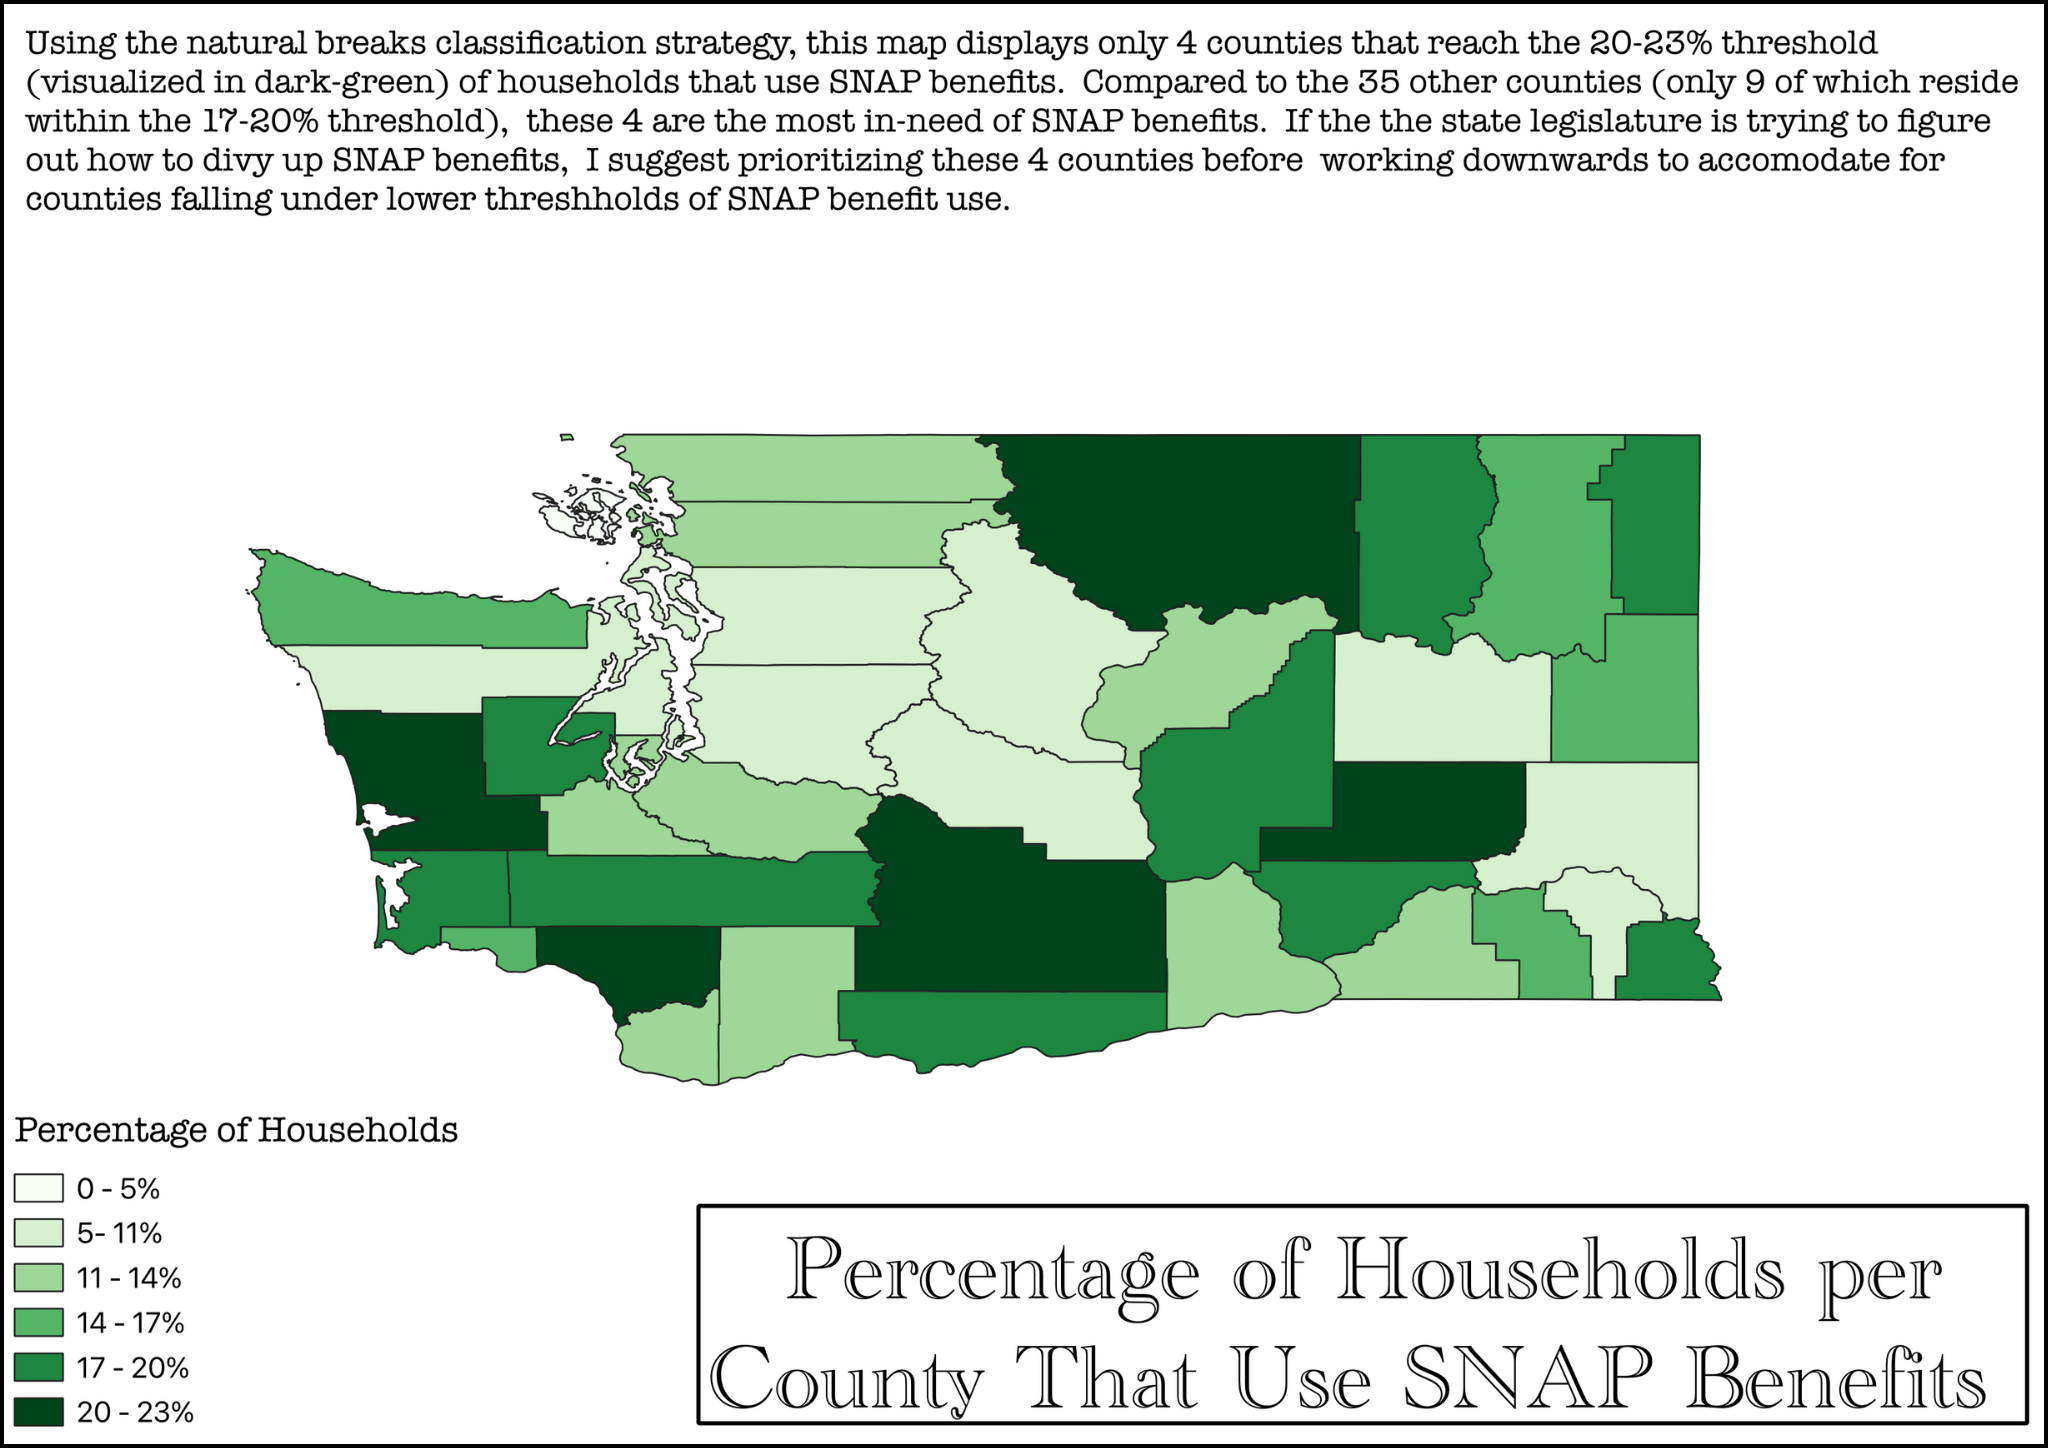 Using the natural breaks classification strategy, this map displays only 4 counties that reach the 20-23% threshold
(visualized in dark-green) of households that use SNAP benefits.  Compared to the 35 other counties (only 9 of which reside
within the 17-20% threshold),  these 4 are the most in-need of SNAP benefits.  If the the state legislature is trying to figure
out how to divy up SNAP benefits,  I suggest prioritizing these 4 counties before  working downwards to accomodate for
counties falling under lower threshholds of SNAP benefit use.
Percentage of Households
0 - 5%
5- 11%
11 - 14%
14 - 17%
17 - 20%
20 - 23%
Percentage of Households per
County That Use SNAP Benefits